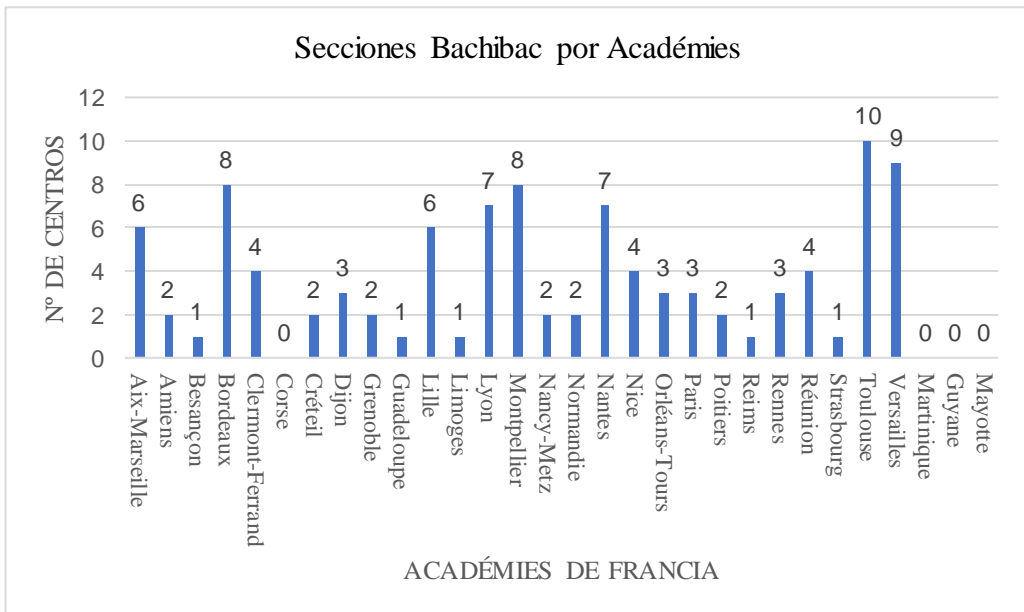 Secciones Bachibac por Académies
Nº DE CENTROS
12
10
8
6
4
2
0
6
2
1
8
4
0
2
3
2
1
6
1
7
8
2
2
7
4
3
3
2
1
3
4
1
10
9
0
0
0
Aix-Marseille
Amiens
Besançon
Bordeaux
Clermont-Ferrand
Corse
Créteil
Dijon
Grenoble
Guadeloupe
Lille
Limoges
Lyon
Montpellier
Nancy-Metz
Normandie
Nantes
Nice
Orléans-Tours
Paris
Poitiers
Reims
Rennes
Réunion
Strasbourg
Toulouse
Versailles
Martinique
Guyane
Mayotte
ACADÉMIES DE FRANCIA